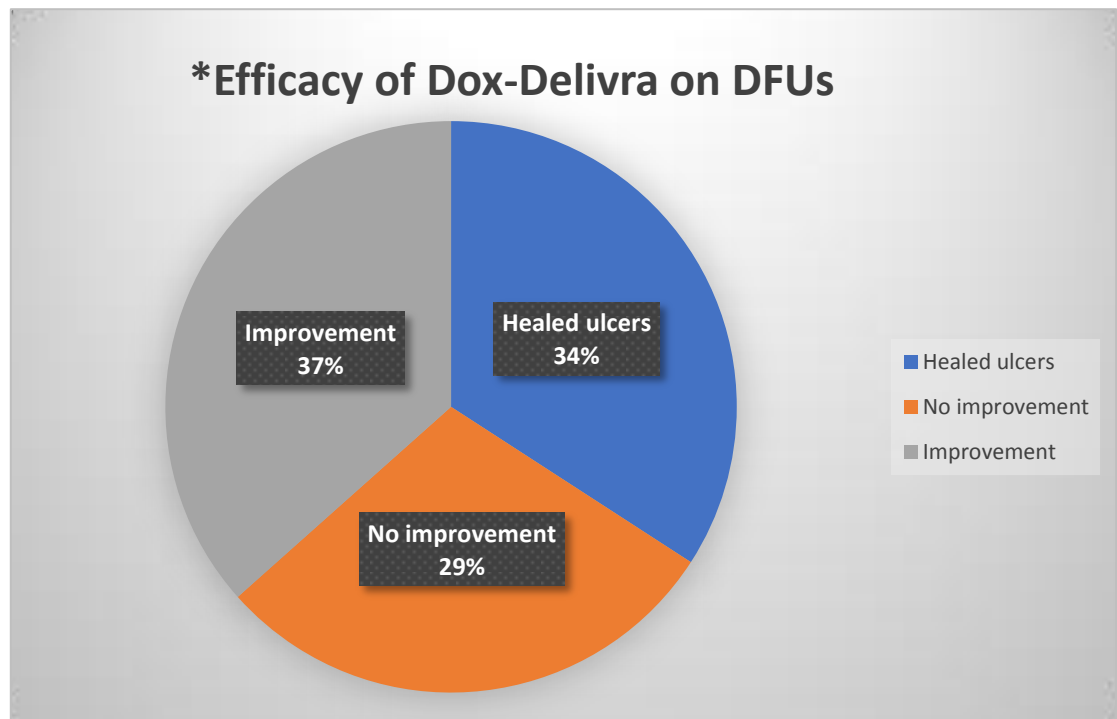 *Efficacy of Dox-Delivra on DFUs
Improvement
37%
Healed ulcers
34%
No improvement
29%
Healed ulcers
No improvement
Improvement